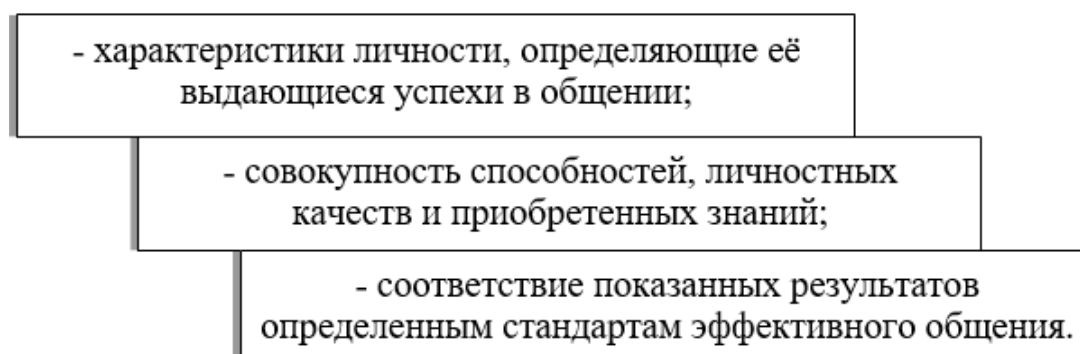 - характеристики личности, определяющие её
выдающиеся успехи в общении;
- совокупность способностей, личностных
качеств и приобретенных знаний;
- соответствие показанных результатов
определенным стандартам эффективного общения.